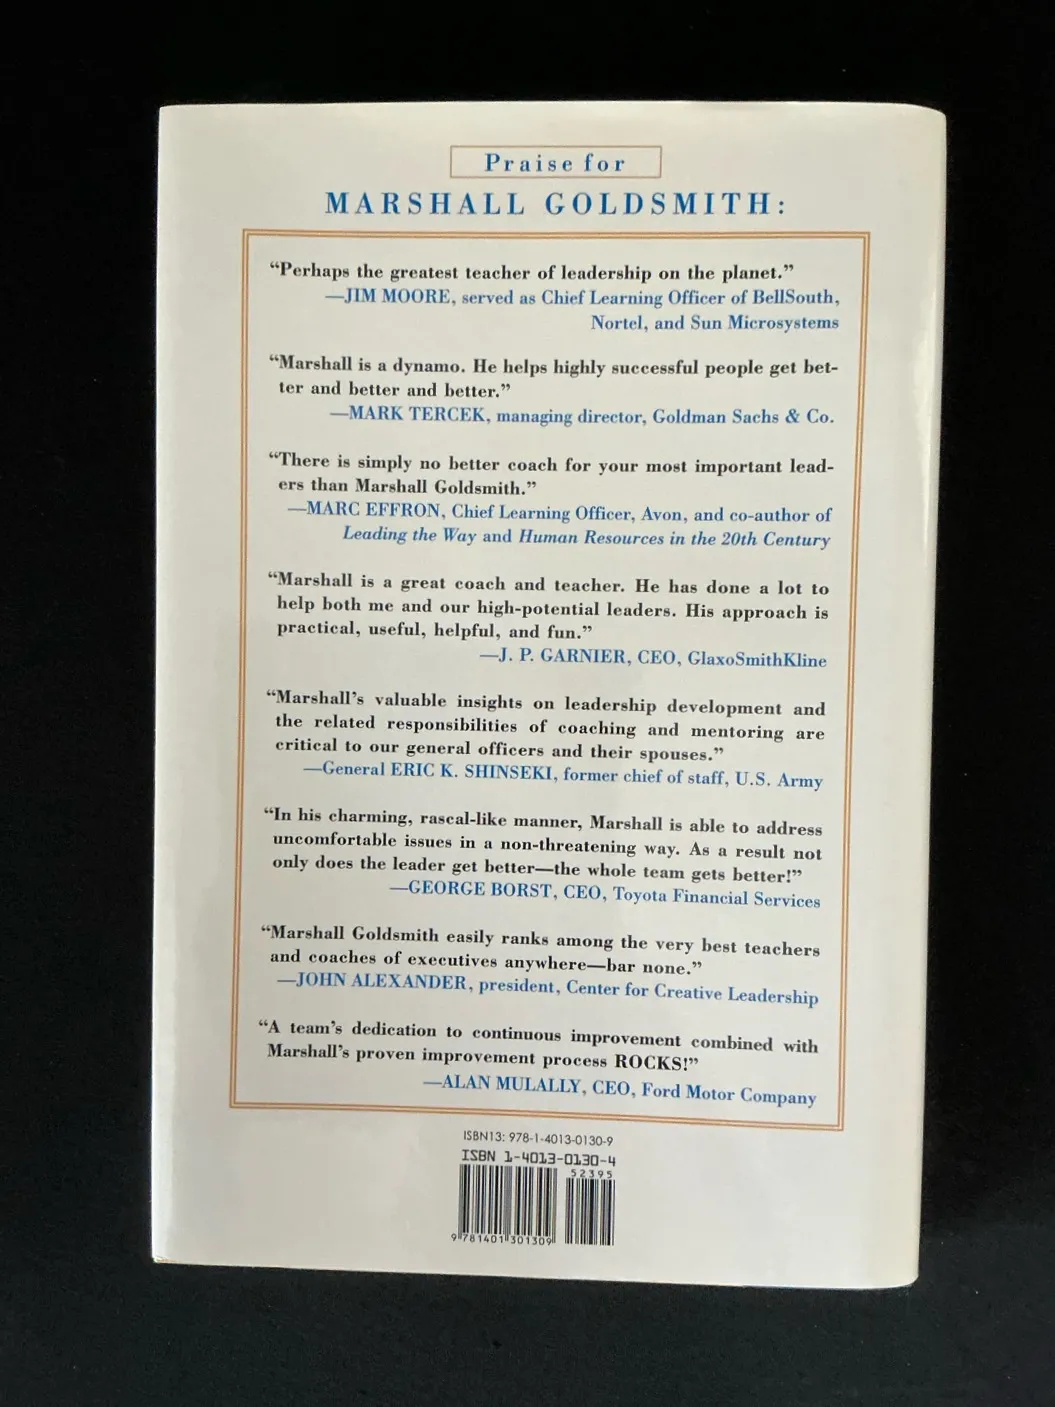 Praise for
MARSHALL GOLDSMITH:
“Perhaps the greatest teacher of leadership on the planet.”
—JIM MOORE, served as Chief Learning Officer of BellSouth,
Nortel, and Sun Microsystems
“Marshall is a dynamo. He helps highly successful people get bet-
ter and better and better.”
—MARK TERCEK, managing director, Goldman Sachs & Co.
“There is simply no better coach for your most important lead-
ers than Marshall Goldsmith.”
—MARC EFFRON, Chief Learning Officer, Avon, and co-author of
Leading the Way and Human Resources in the 20th Century
“Marshall is a great coach and teacher. He has done a lot to
help both me and our high-potential leaders. His approach is
practical, useful, helpful, and fun.”
—J. P. GARNIER, CEO, GlaxoSmithKline
“Marshall’s valuable insights on leadership development and
the related responsibilities of coaching and mentoring are
critical to our general officers and their spouses.”
—General ERIC K. SHINSEKI, former chief of staff, U.S. Army
“In his charming, rascal-like manner, Marshall is able to address
uncomfortable issues in a non-threatening way. As a result not
only does the leader get better—the whole team gets better!”
—GEORGE BORST, CEO, Toyota Financial Services
“Marshall Goldsmith easily ranks among the very best teachers
and coaches of executives anywhere—bar none.”
—JOHN ALEXANDER, president, Center for Creative Leadership
“A team’s dedication to continuous improvement combined with
Marshall’s proven improvement process ROCKS!”
—ALAN MULALLY, CEO, Ford Motor Company
ISBN13: 978-1-4013-0130-9
ISBN 1-4013-0130-4
52395
9 781401 301309